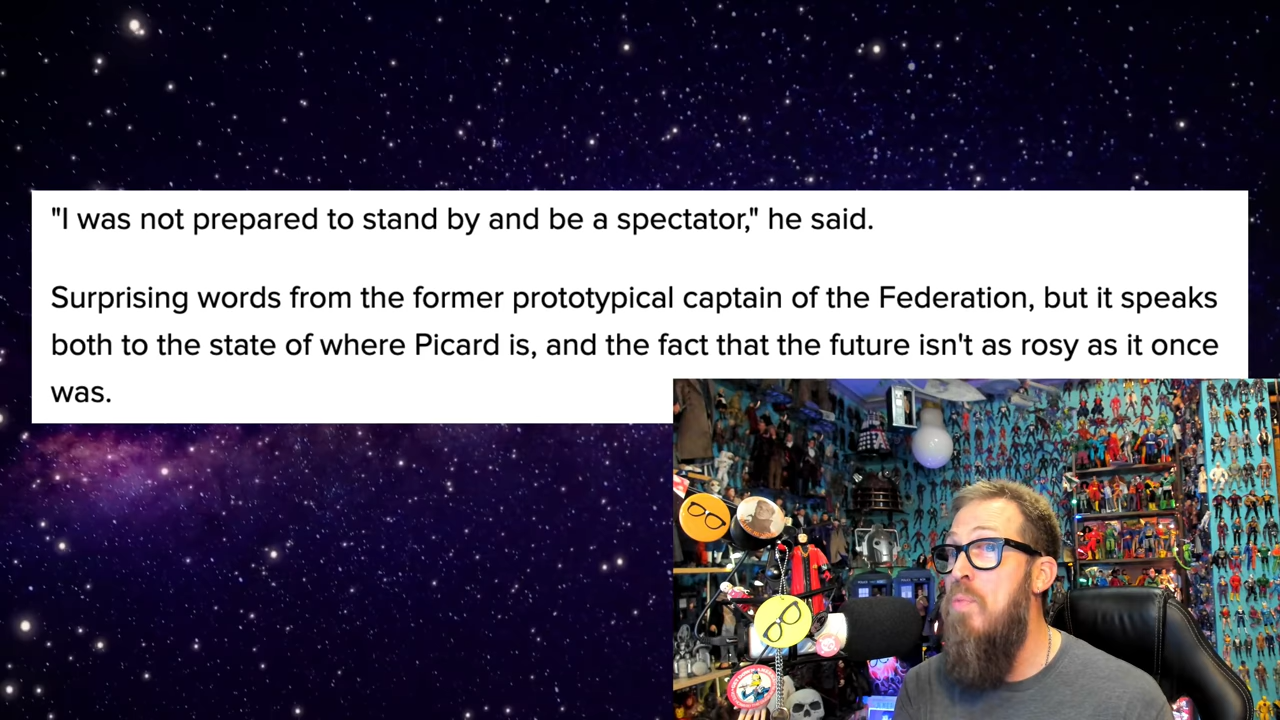 "I was not prepared to stand by and be a spectator," he said.
Surprising words from the former prototypical captain of the Federation, but it speaks
both to the state of where Picard is, and the fact that the future isn't as rosy as it once
was.